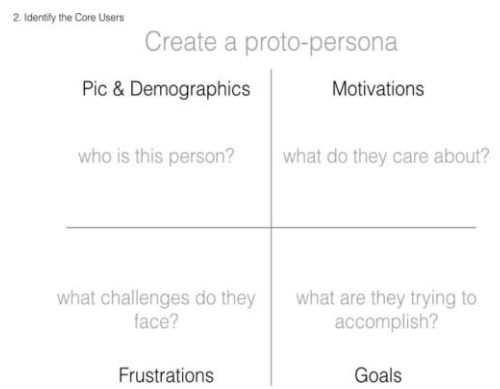 2. Identify the Core Users
Create a proto-persona
Pic & Demographics
Motivations
who is this person?
what do they care about?
what challenges do they
face?
what are they trying to
accomplish?
Frustrations
Goals